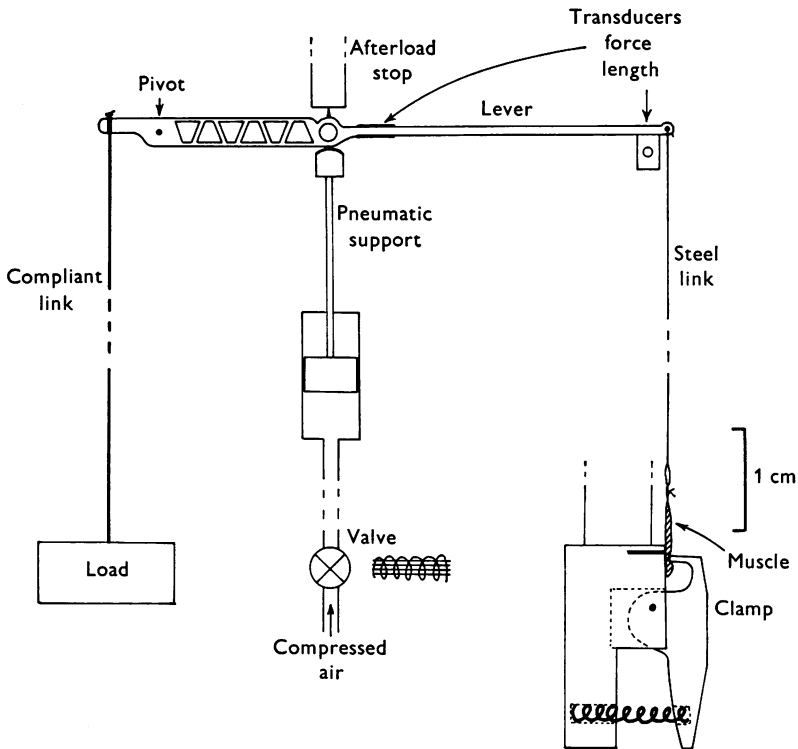 Transducers
force
length
Afterload
stop
Pivot
Lever
Pneumatic
support
Compliant
link
Steel
link
1 cm
Valve
Load
Muscle
Clamp
Compressed
air